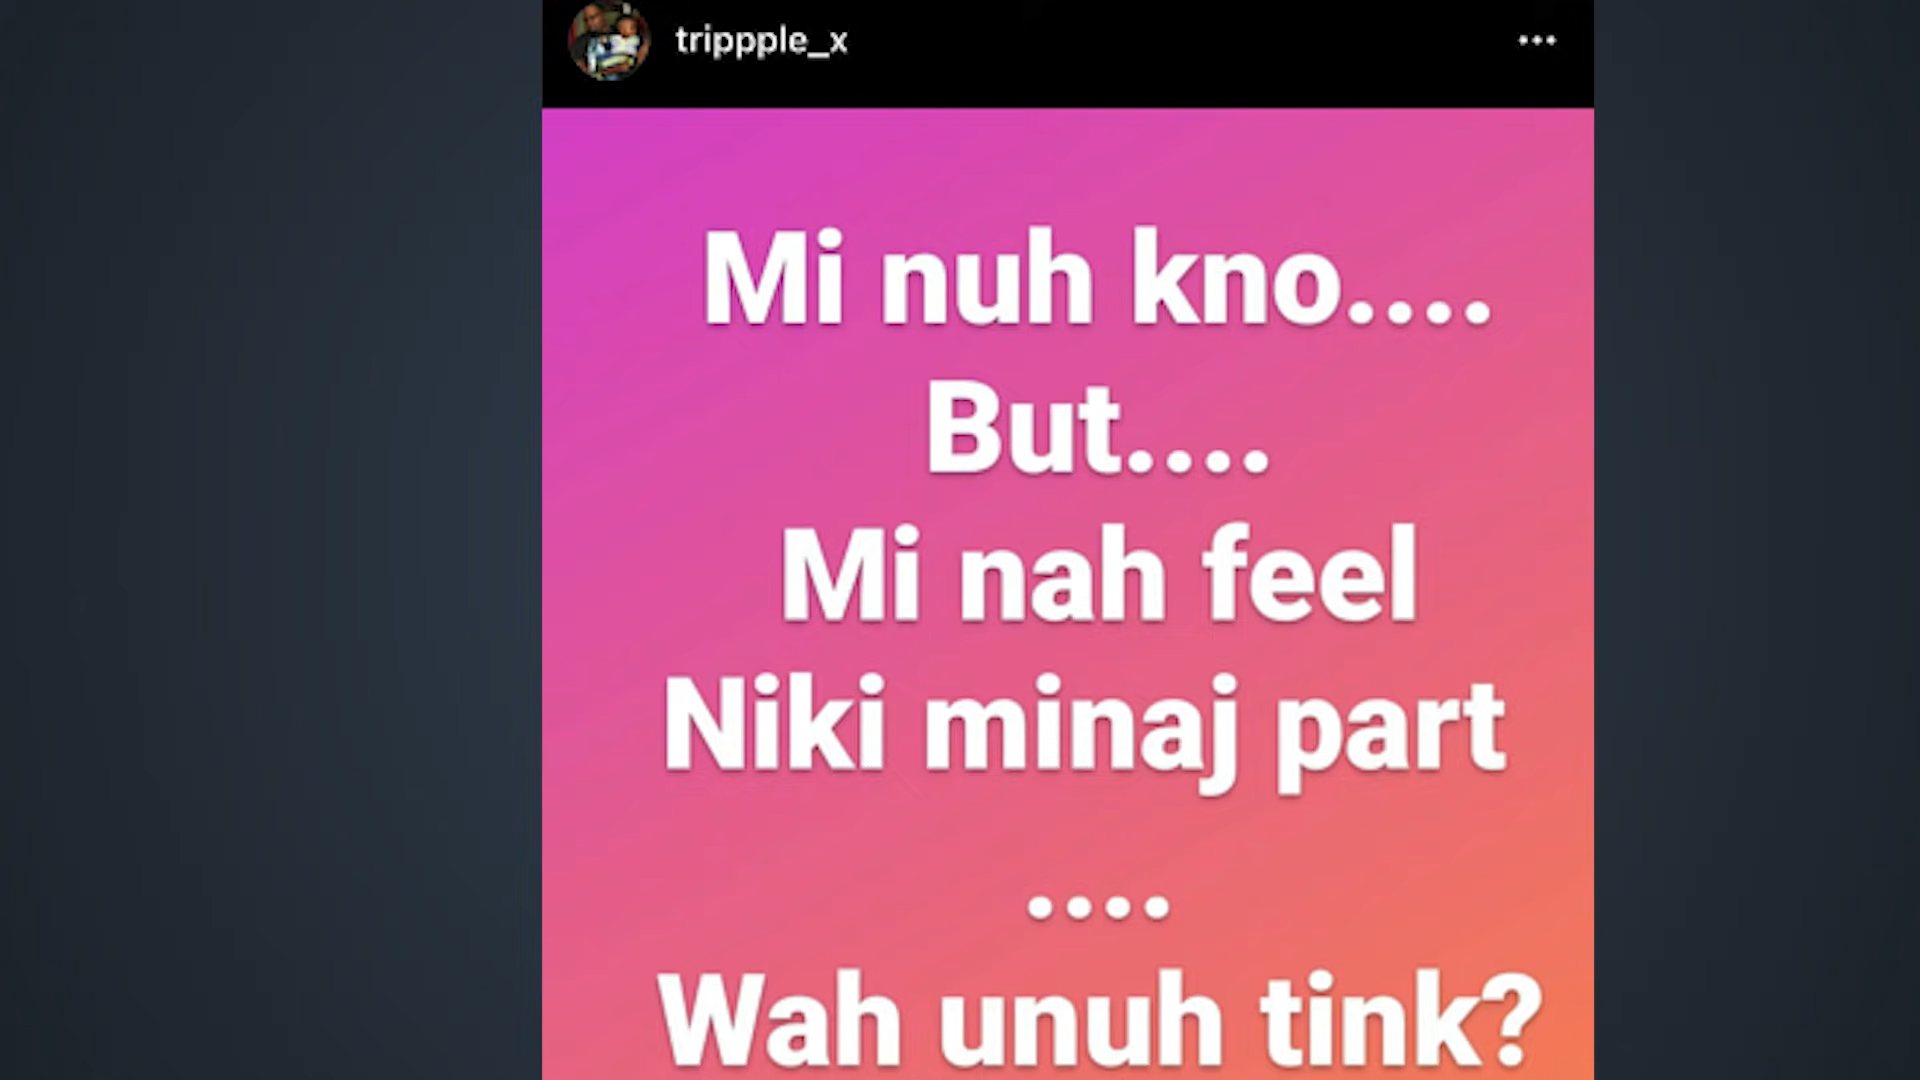 trippple_x
Mi nuh kno....
But....
Mi nah feel
Niki minaj part
....
Wah unuh tink?